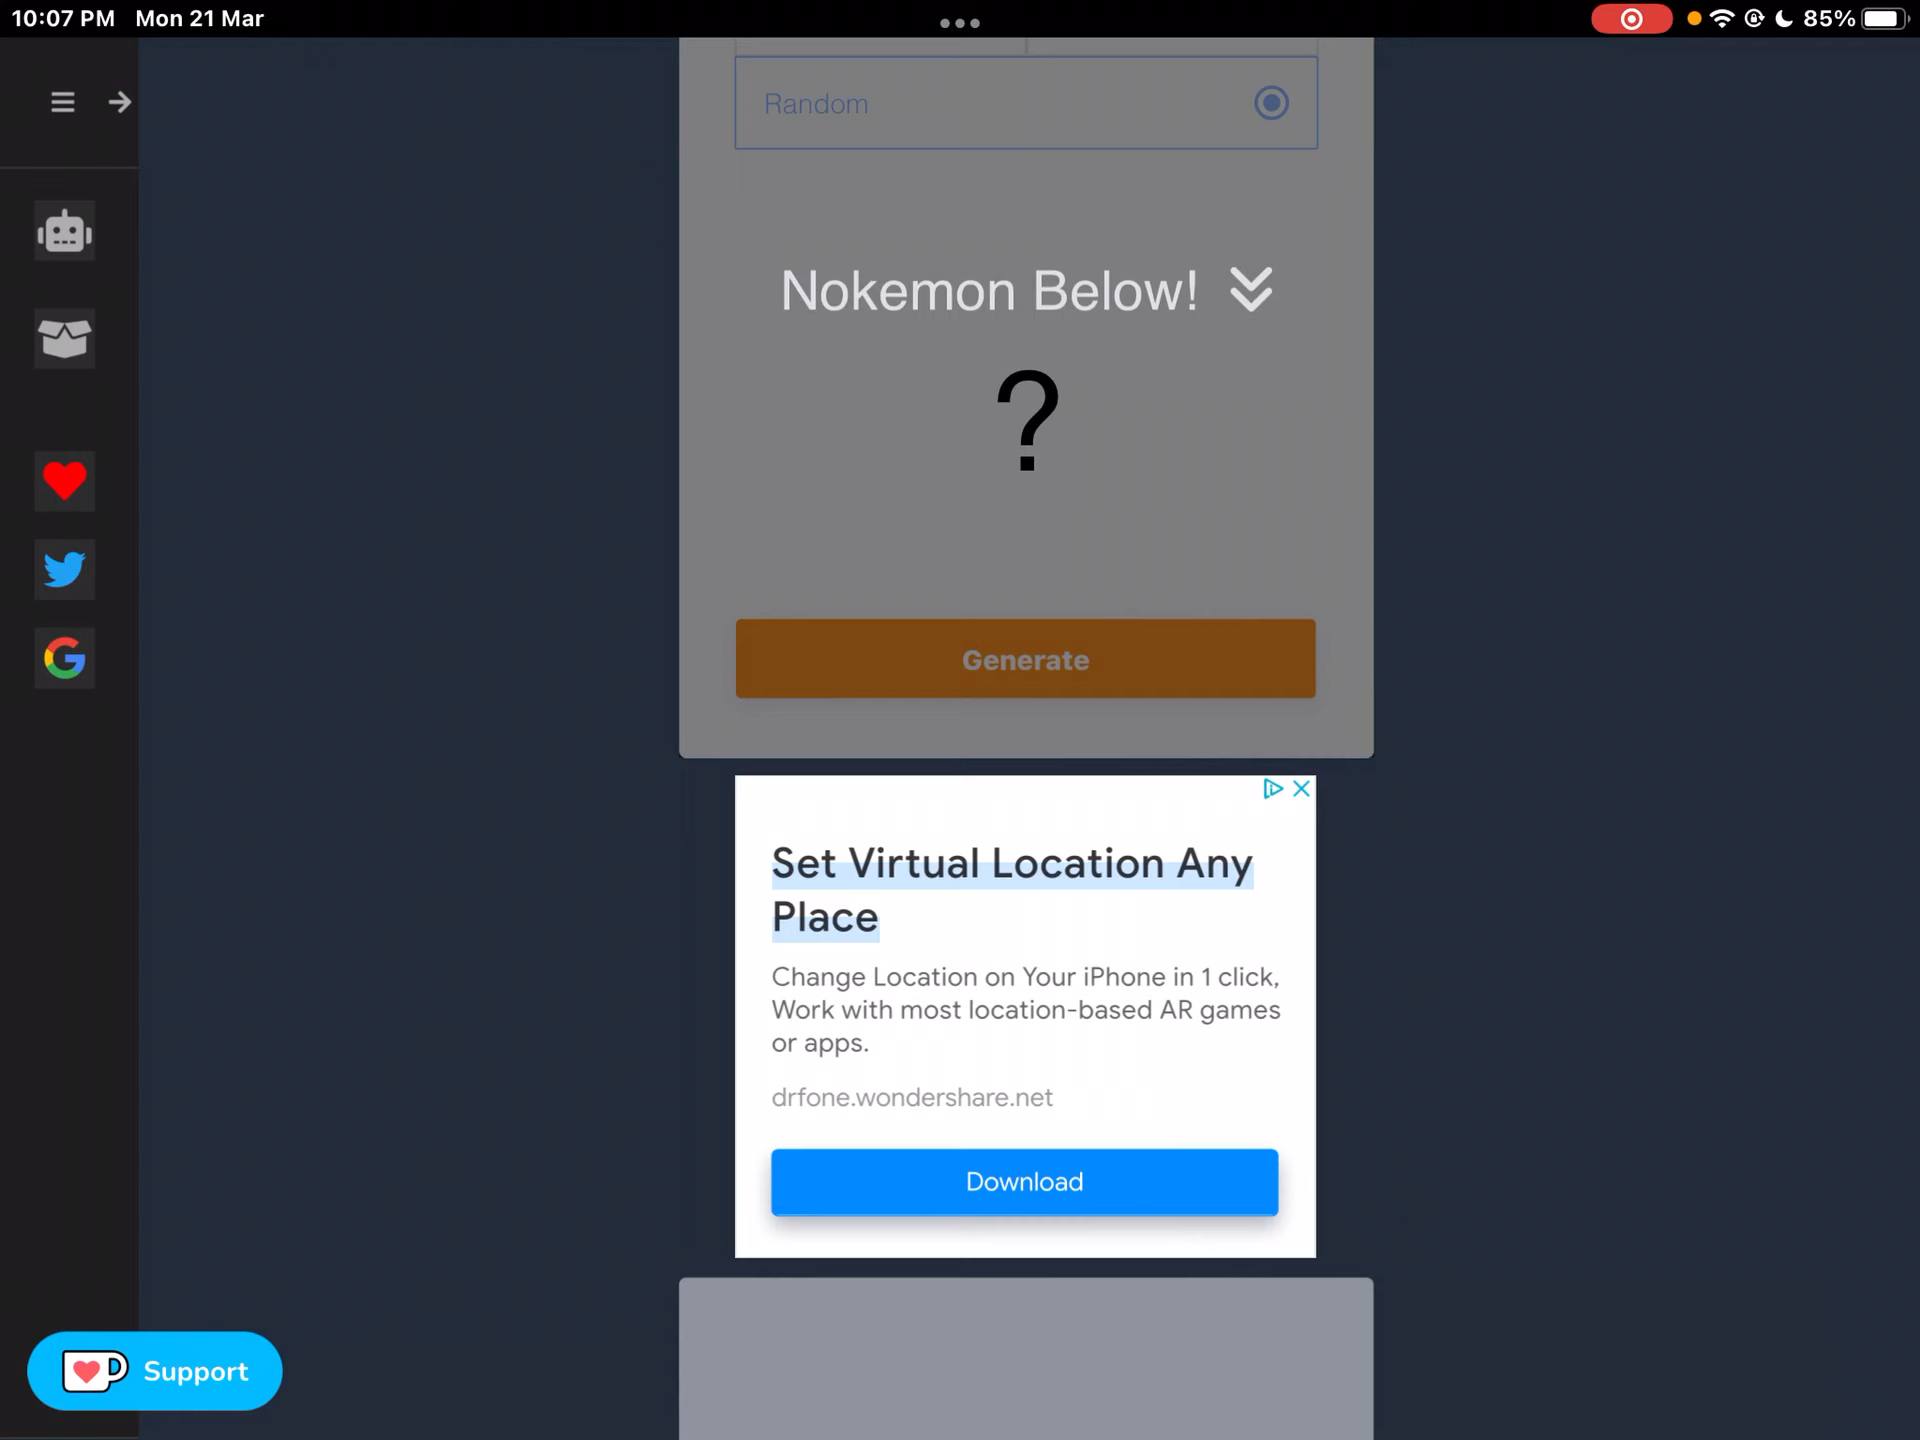 10:07 PM Mon 21 Mar
85%
Random
Nokemon Below!
?
Generate
Set Virtual Location Any
Place
Change Location on Your iPhone in 1 click,
Work with most location-based AR games
or apps.
drfone.wondershare.net
Download
Support